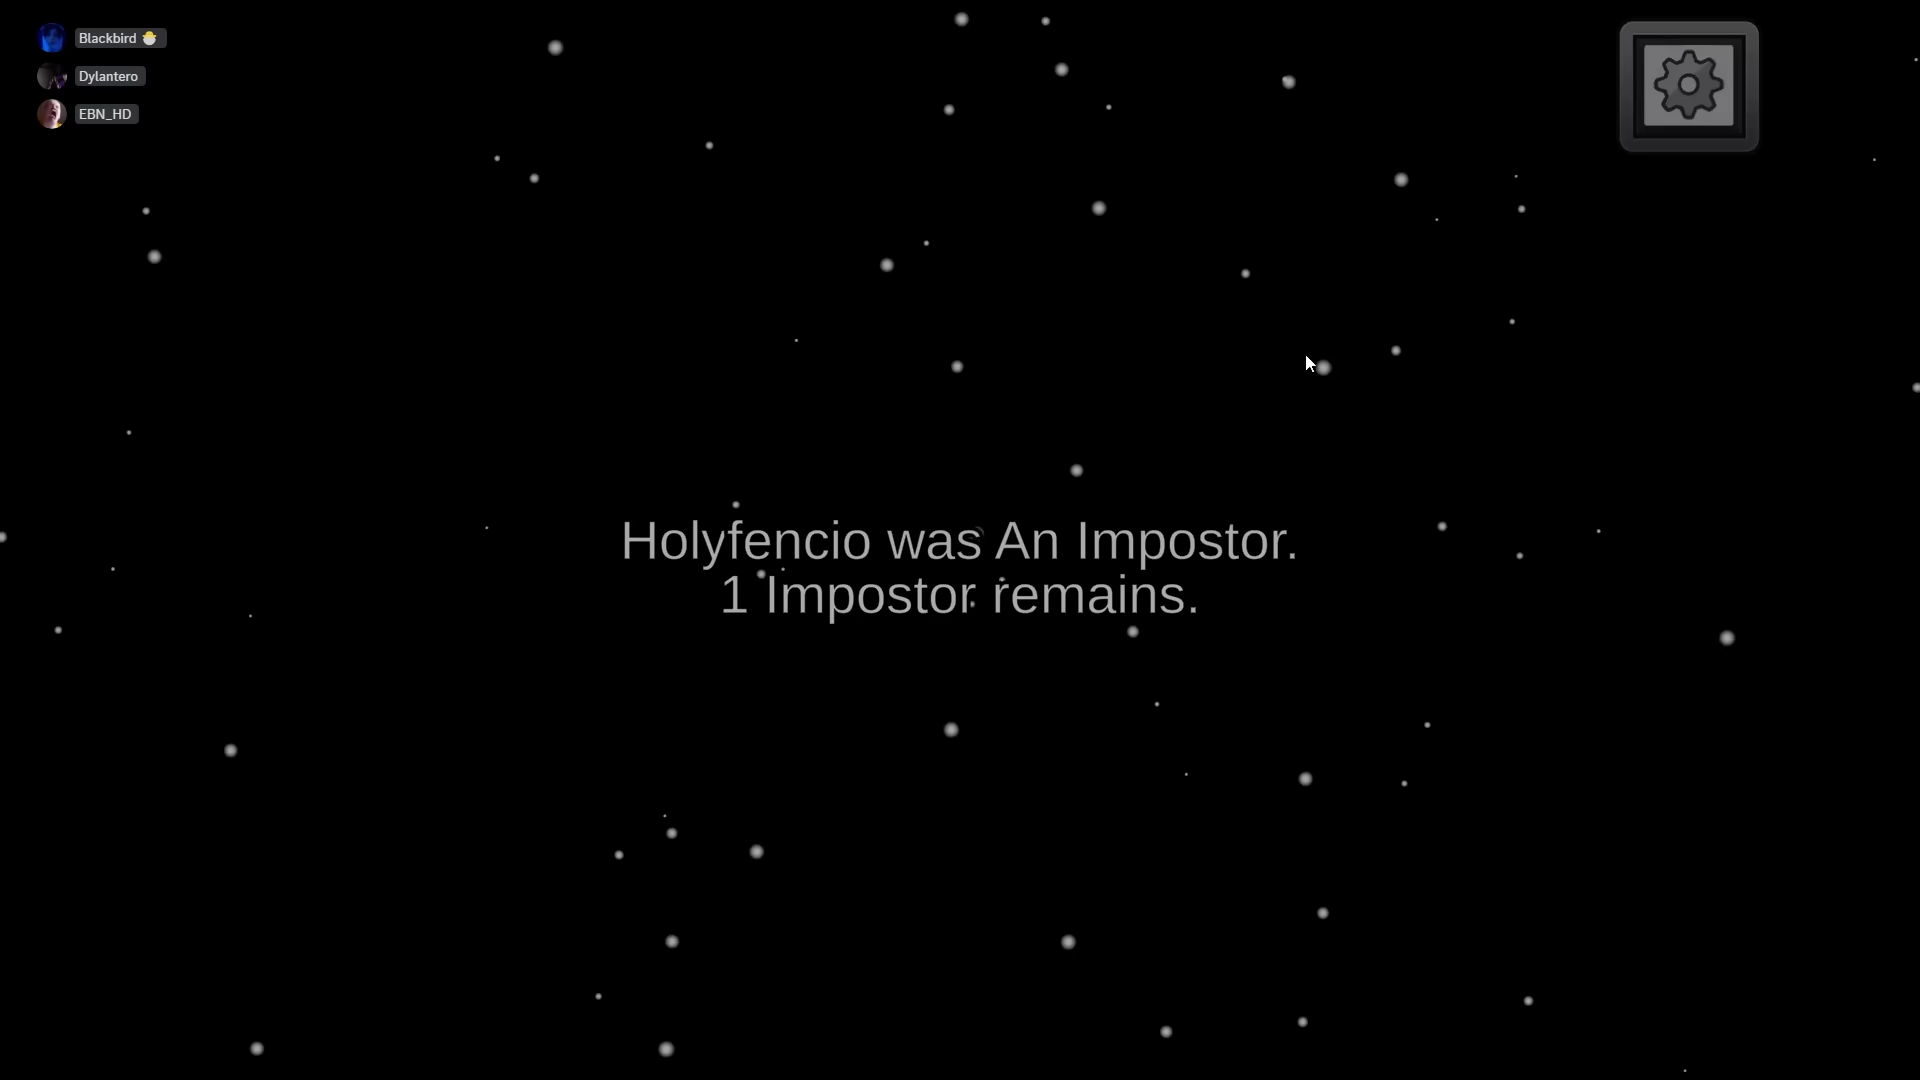 Blackbird 🐣
Dylantero
EBN_HD
Holyfencio was An Impostor.
1 Impostor remains.